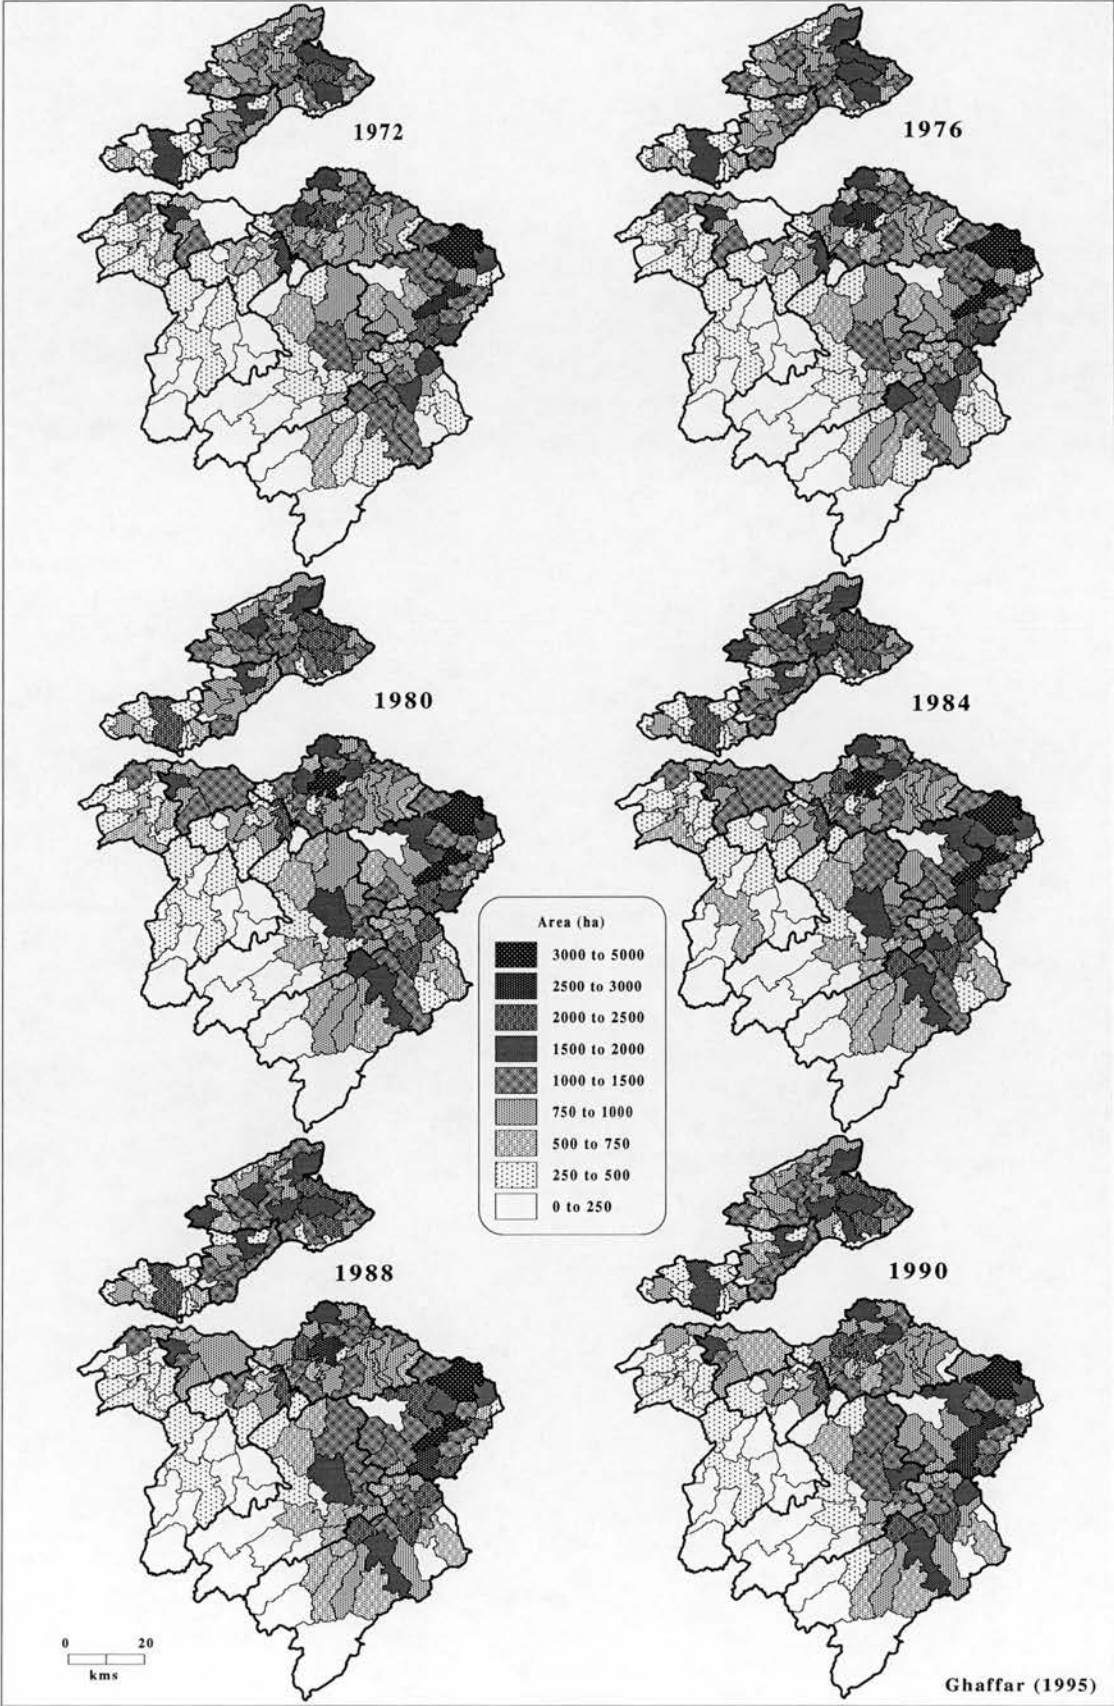 1972
1976
1980
1984
Area (ha)
3000 to 5000
2500 to 3000
2000 to 2500
1500 to 2000
1000 to 1500
750 to 1000
500 to 750
250 to 500
0 to 250
1988
1990
0 20
kms
Ghaffar (1995)